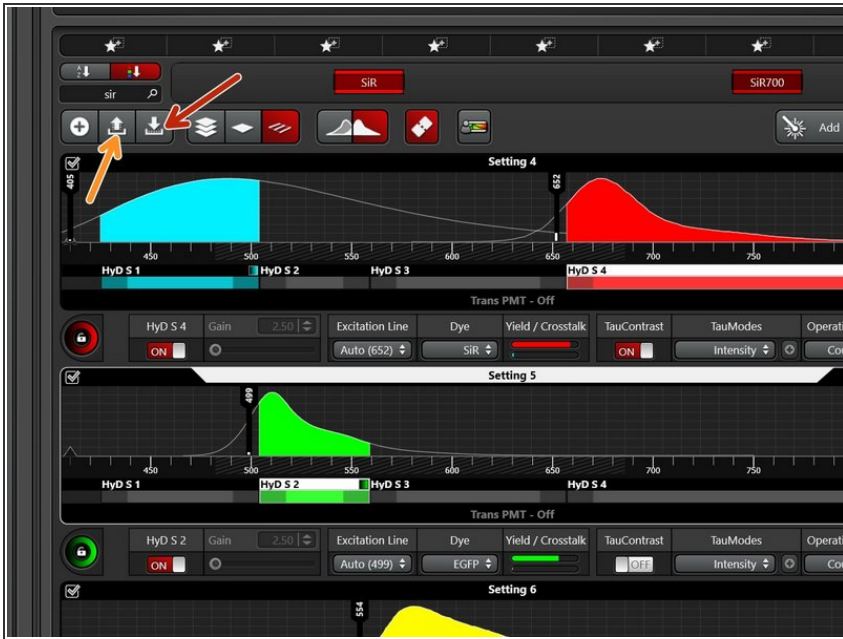 sir
SiR SiR700
Add
Setting 4
405 652
450 500 550 600 650 700 750
HyD S 1 HyD S 2 HyD S 3 HyD S 4
Trans PMT - Off
HyD S 4 Gain 2.50 Excitation Line Dye Yield / Crosstalk TauContrast TauModes Operati
ON Auto (652) SiR ON Intensity Cou
Setting 5
499
450 500 550 600 650 700 750
HyD S 1 HyD S 2 HyD S 3 HyD S 4
Trans PMT - Off
HyD S 2 Gain 2.50 Excitation Line Dye Yield / Crosstalk TauContrast TauModes Operati
ON Auto (499) EGFP OFF Intensity Cou
Setting 6
554